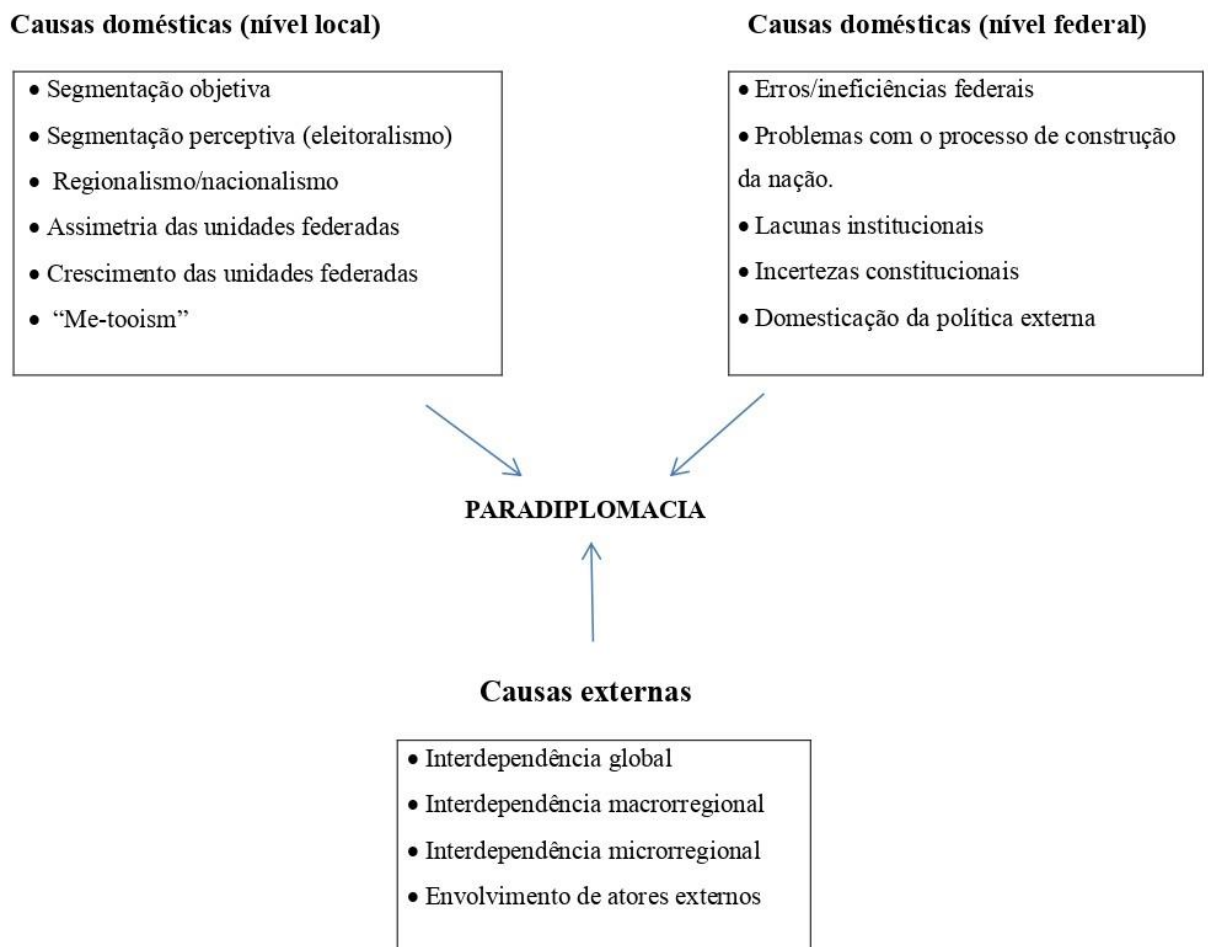 Causas domésticas (nível local)
• Segmentação objetiva
• Segmentação perceptiva (eleitoralismo)
• Regionalismo/nacionalismo
• Assimetria das unidades federadas
• Crescimento das unidades federadas
• “Me-tooism”
Causas domésticas (nível federal)
• Erros/ineficiências federais
• Problemas com o processo de construção
da nação.
• Lacunas institucionais
• Incertezas constitucionais
• Domesticação da política externa
PARADIPLOMACIA
Causas externas
• Interdependência global
• Interdependência macrorregional
• Interdependência microrregional
• Envolvimento de atores externos